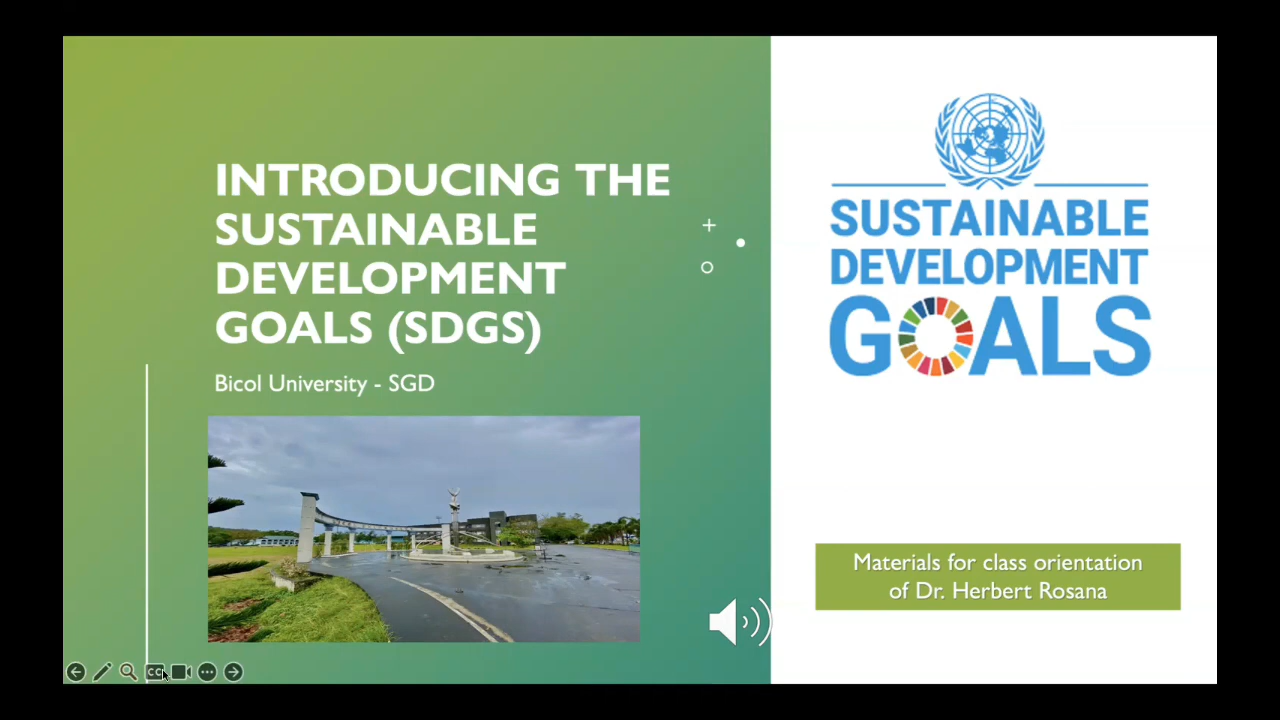 INTRODUCING THE
SUSTAINABLE
DEVELOPMENT
GOALS (SDGS)
Bicol University - SGD
SUSTAINABLE
DEVELOPMENT
GOALS
Materials for class orientation
of Dr. Herbert Rosana
CC